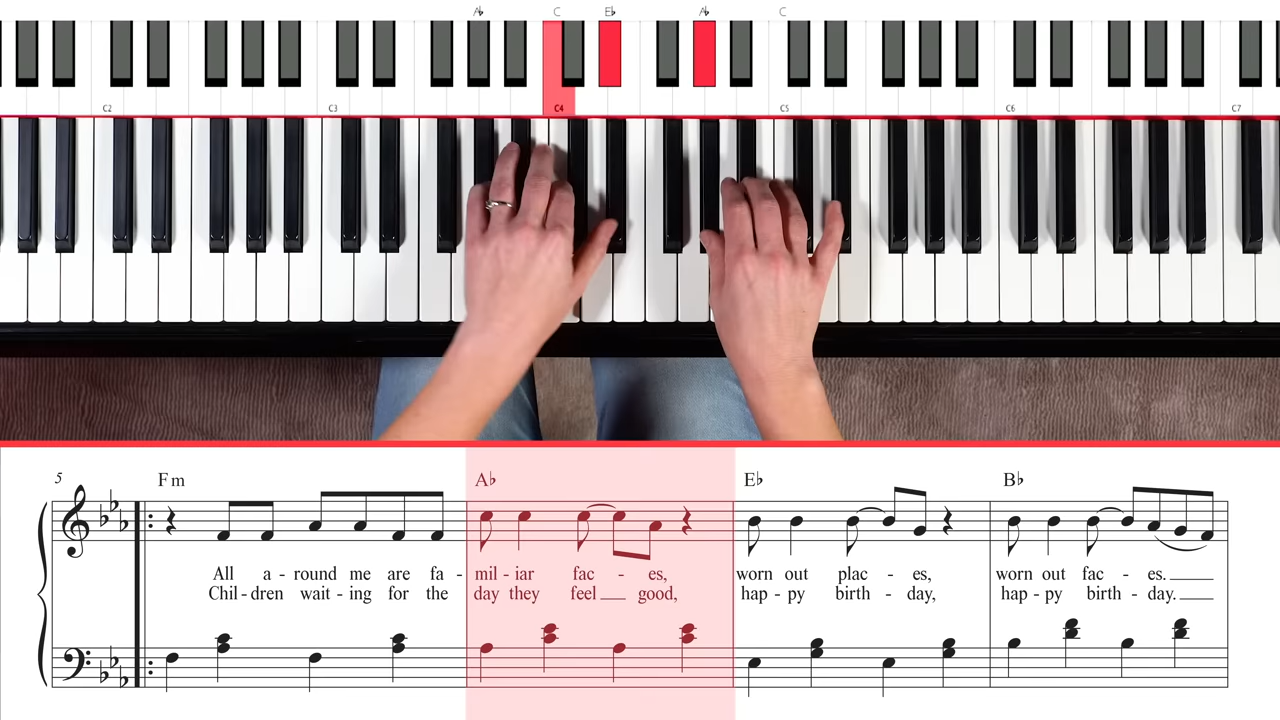 A♭ C E♭ A♭ C
C2 C3 C4 C5 C6 C7
5 Fm A♭ E♭ B♭
All a - round me are fa - mil - iar fac - es, worn out plac - es, worn out fac - es.
Chil - dren wait - ing for the day they feel good, hap - py birth - day, hap - py birth - day.